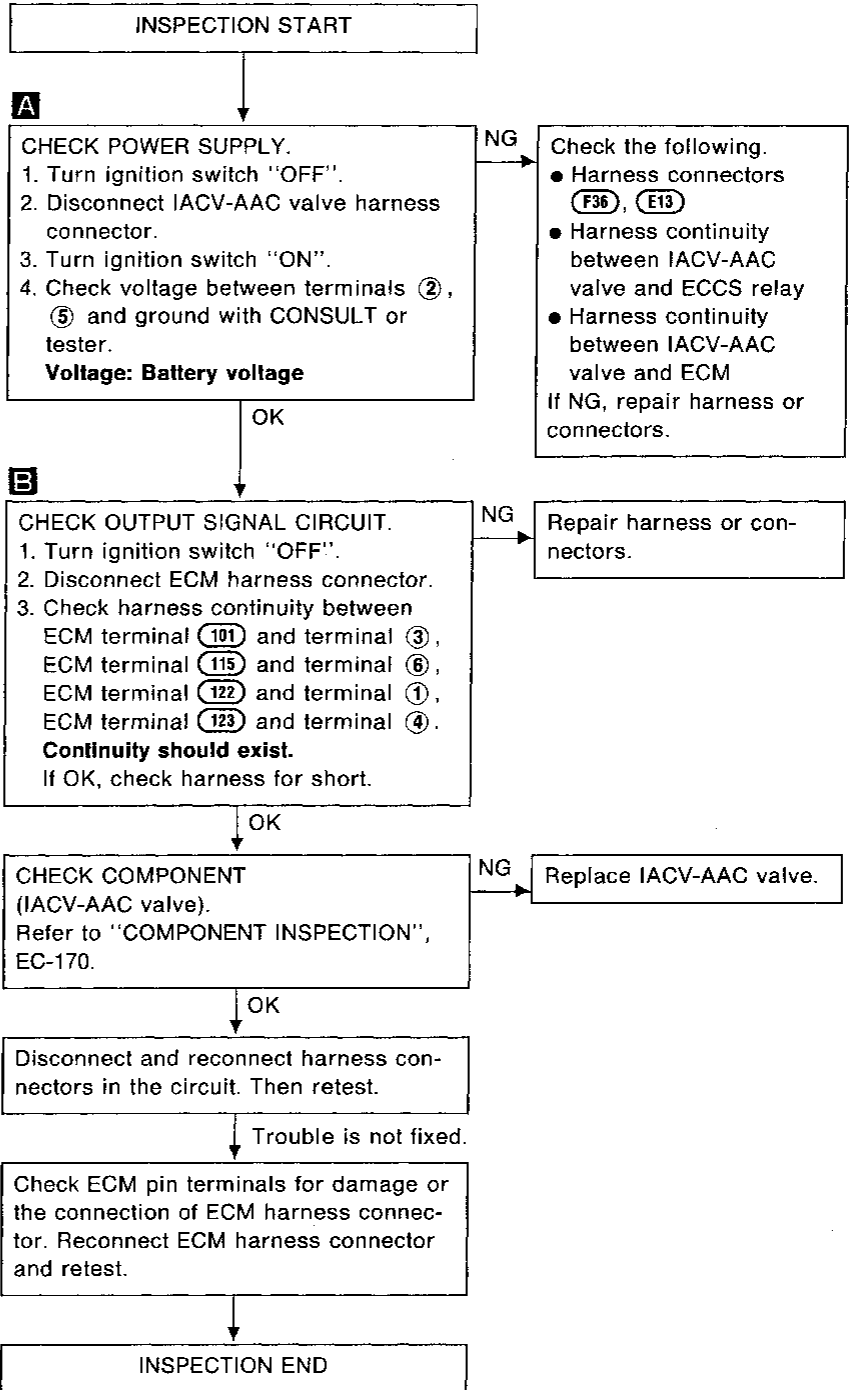 INSPECTION START
A
CHECK POWER SUPPLY.
1. Turn ignition switch "OFF".
2. Disconnect IACV-AAC valve harness
connector.
3. Turn ignition switch "ON".
4. Check voltage between terminals ②,
⑤ and ground with CONSULT or
tester.
Voltage: Battery voltage
NG
Check the following.
● Harness connectors
F36, E13
● Harness continuity
between IACV-AAC
valve and ECCS relay
● Harness continuity
between IACV-AAC
valve and ECM
If NG, repair harness or
connectors.
OK
B
CHECK OUTPUT SIGNAL CIRCUIT.
1. Turn ignition switch "OFF".
2. Disconnect ECM harness connector.
3. Check harness continuity between
ECM terminal 101 and terminal ③,
ECM terminal 115 and terminal ⑥,
ECM terminal 122 and terminal ①,
ECM terminal 123 and terminal ④.
Continuity should exist.
If OK, check harness for short.
NG
Repair harness or con-
nectors.
OK
CHECK COMPONENT
(IACV-AAC valve).
Refer to "COMPONENT INSPECTION",
EC-170.
NG
Replace IACV-AAC valve.
OK
Disconnect and reconnect harness con-
nectors in the circuit. Then retest.
Trouble is not fixed.
Check ECM pin terminals for damage or
the connection of ECM harness connec-
tor. Reconnect ECM harness connector
and retest.
INSPECTION END